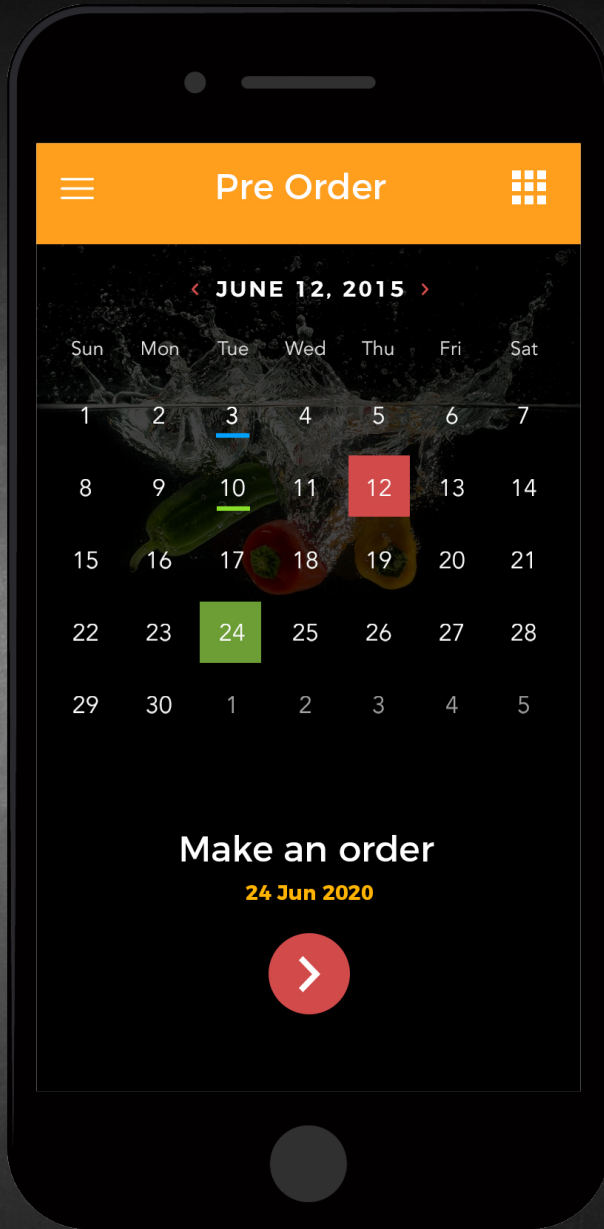 Pre Order
JUNE 12, 2015
Sun Mon Tue Wed Thu Fri Sat
1 2 3 4 5 6 7
8 9 10 11 12 13 14
15 16 17 18 19 20 21
22 23 24 25 26 27 28
29 30 1 2 3 4 5
Make an order
24 Jun 2020